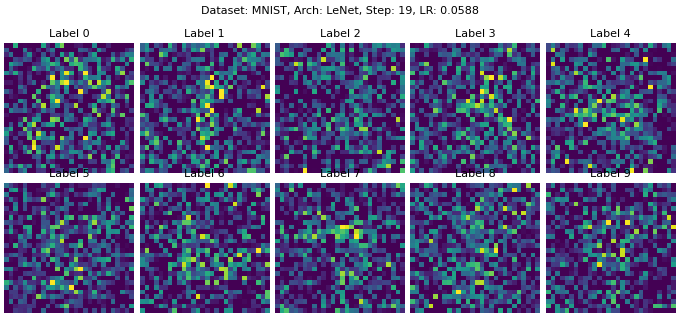 Dataset: MNIST, Arch: LeNet, Step: 19, LR: 0.0588
Label 0 Label 1 Label 2 Label 3 Label 4
Label 5 Label 6 Label 7 Label 8 Label 9